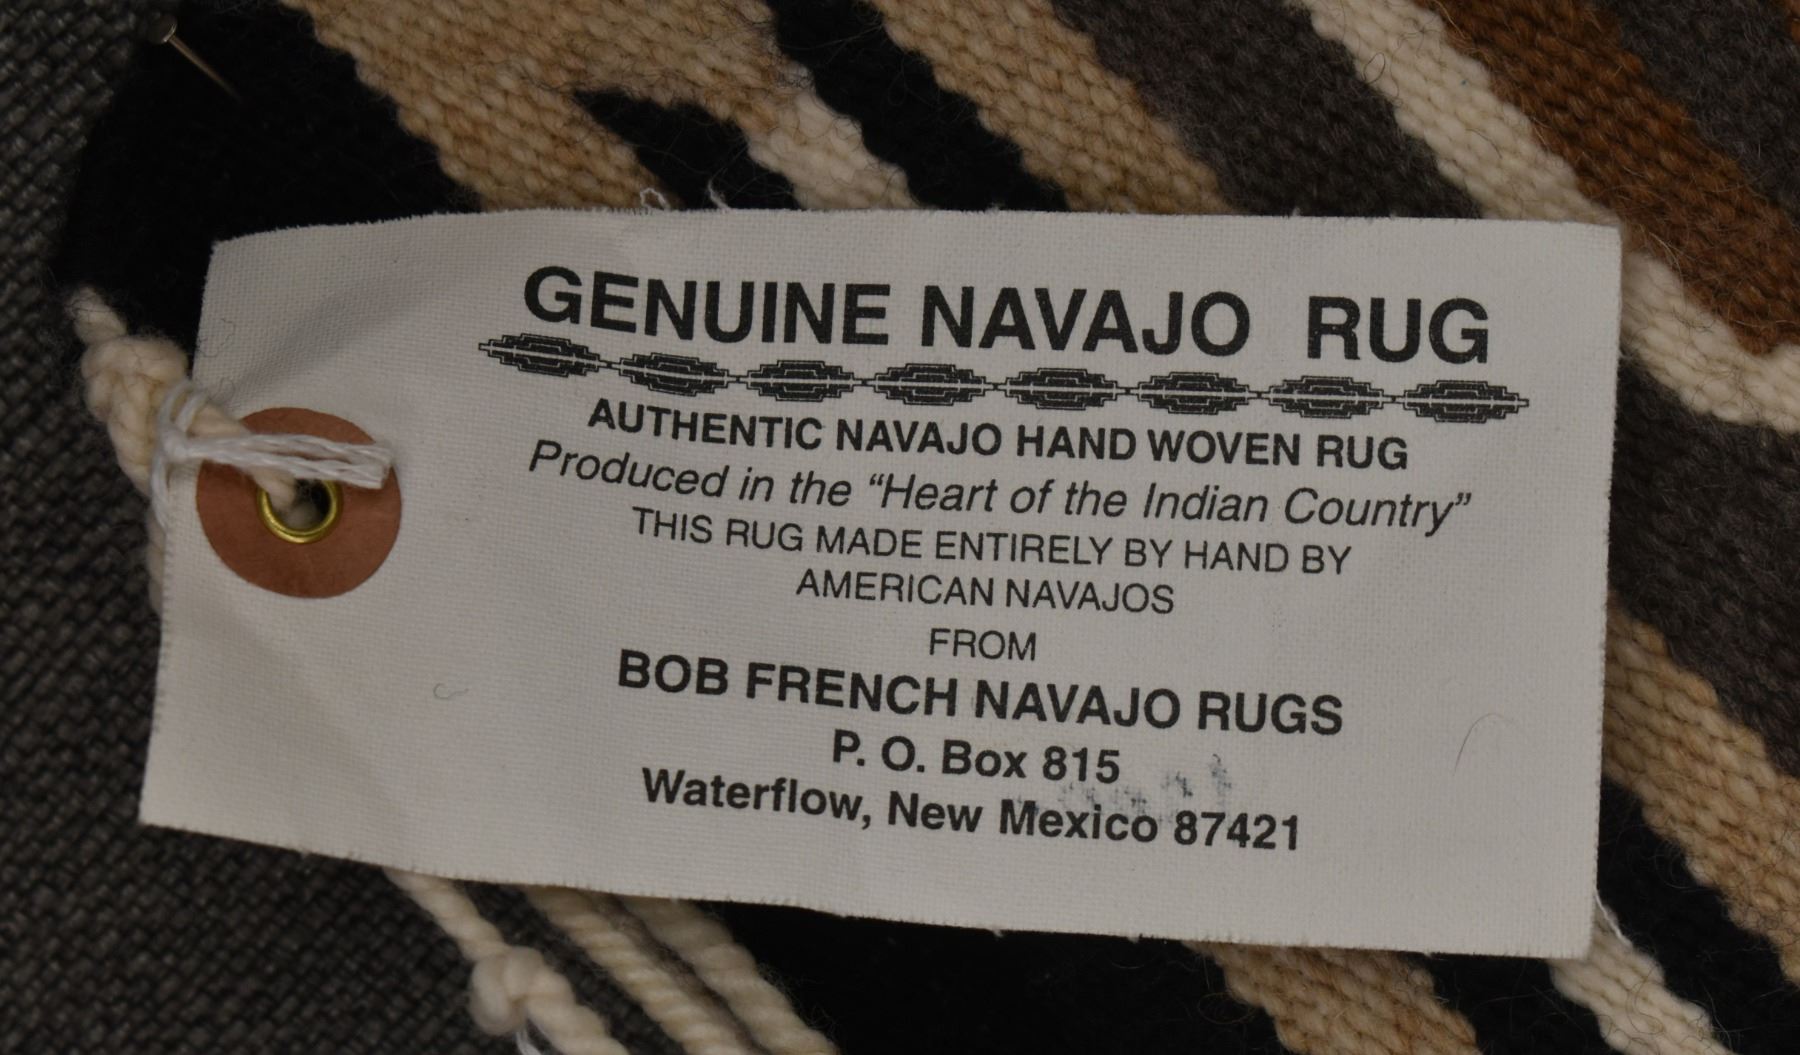 GENUINE NAVAJO RUG
AUTHENTIC NAVAJO HAND WOVEN RUG
Produced in the “Heart of the Indian Country”
THIS RUG MADE ENTIRELY BY HAND BY
AMERICAN NAVAJOS
FROM
BOB FRENCH NAVAJO RUGS
P. O. Box 815
Waterflow, New Mexico 87421